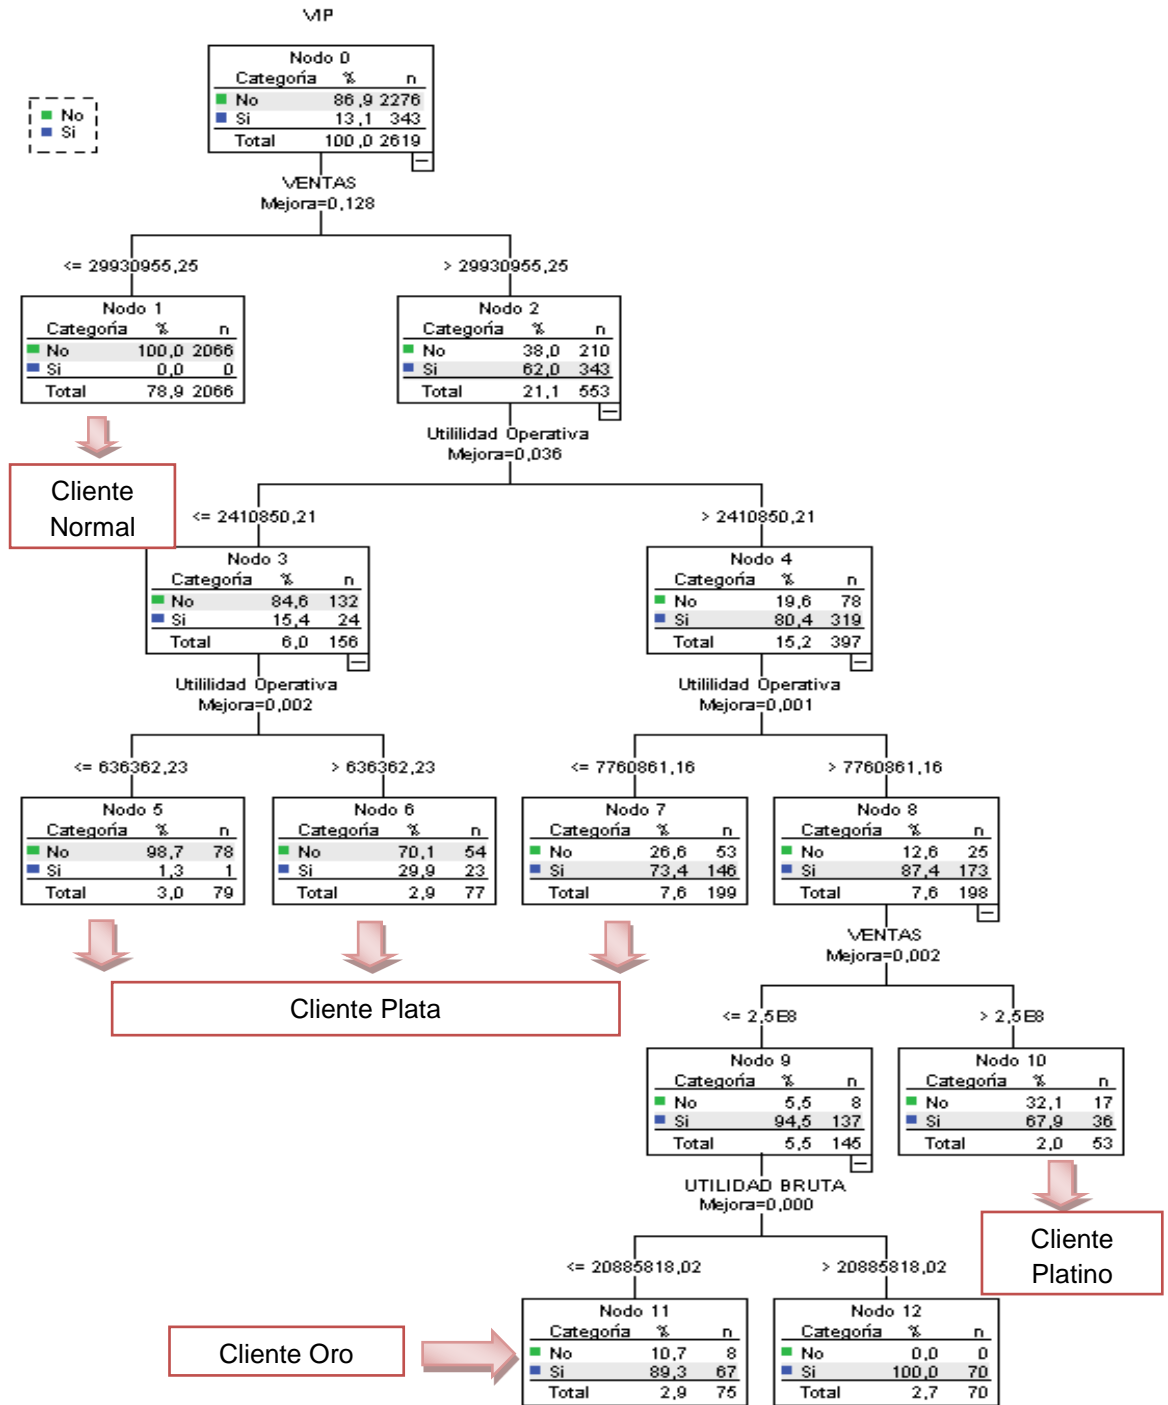 VIP
No
Si
Nodo 0
Categoría % n
No 86,9 2276
Si 13,1 343
Total 100,0 2619
VENTAS
Mejora=0,128
<= 29930955,25
> 29930955,25
Nodo 1
Categoría % n
No 100,0 2066
Si 0,0 0
Total 78,9 2066
Nodo 2
Categoría % n
No 38,0 210
Si 62,0 343
Total 21,1 553
Cliente
Normal
Utililidad Operativa
Mejora=0,036
<= 2410850,21
> 2410850,21
Nodo 3
Categoría % n
No 84,6 132
Si 15,4 24
Total 6,0 156
Nodo 4
Categoría % n
No 19,6 78
Si 80,4 319
Total 15,2 397
Utililidad Operativa
Mejora=0,002
Utililidad Operativa
Mejora=0,001
<= 636362,23
> 636362,23
<= 7760861,16
> 7760861,16
Nodo 5
Categoría % n
No 98,7 78
Si 1,3 1
Total 3,0 79
Nodo 6
Categoría % n
No 70,1 54
Si 29,9 23
Total 2,9 77
Nodo 7
Categoría % n
No 26,6 53
Si 73,4 146
Total 7,6 199
Nodo 8
Categoría % n
No 12,6 25
Si 87,4 173
Total 7,6 198
Cliente Plata
VENTAS
Mejora=0,002
<= 2,5E8
> 2,5E8
Nodo 9
Categoría % n
No 5,5 8
Si 94,5 137
Total 5,5 145
Nodo 10
Categoría % n
No 32,1 17
Si 67,9 36
Total 2,0 53
UTILIDAD BRUTA
Mejora=0,000
Cliente
Platino
<= 20885818,02
> 20885818,02
Cliente Oro
Nodo 11
Categoría % n
No 10,7 8
Si 89,3 67
Total 2,9 75
Nodo 12
Categoría % n
No 0,0 0
Si 100,0 70
Total 2,7 70